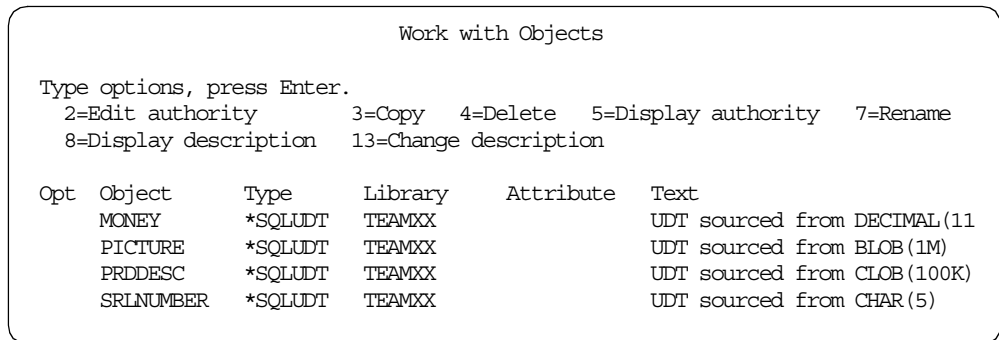 Work with Objects
Type options, press Enter.
2=Edit authority 3=Copy 4=Delete 5=Display authority 7=Rename
8=Display description 13=Change description
Opt Object Type Library Attribute Text
MONEY *SQLUDT TEAMXX UDT sourced from DECIMAL(11
PICTURE *SQLUDT TEAMXX UDT sourced from BLOB(1M)
PRDDESC *SQLUDT TEAMXX UDT sourced from CLOB(100K)
SRLNUMBER *SQLUDT TEAMXX UDT sourced from CHAR(5)